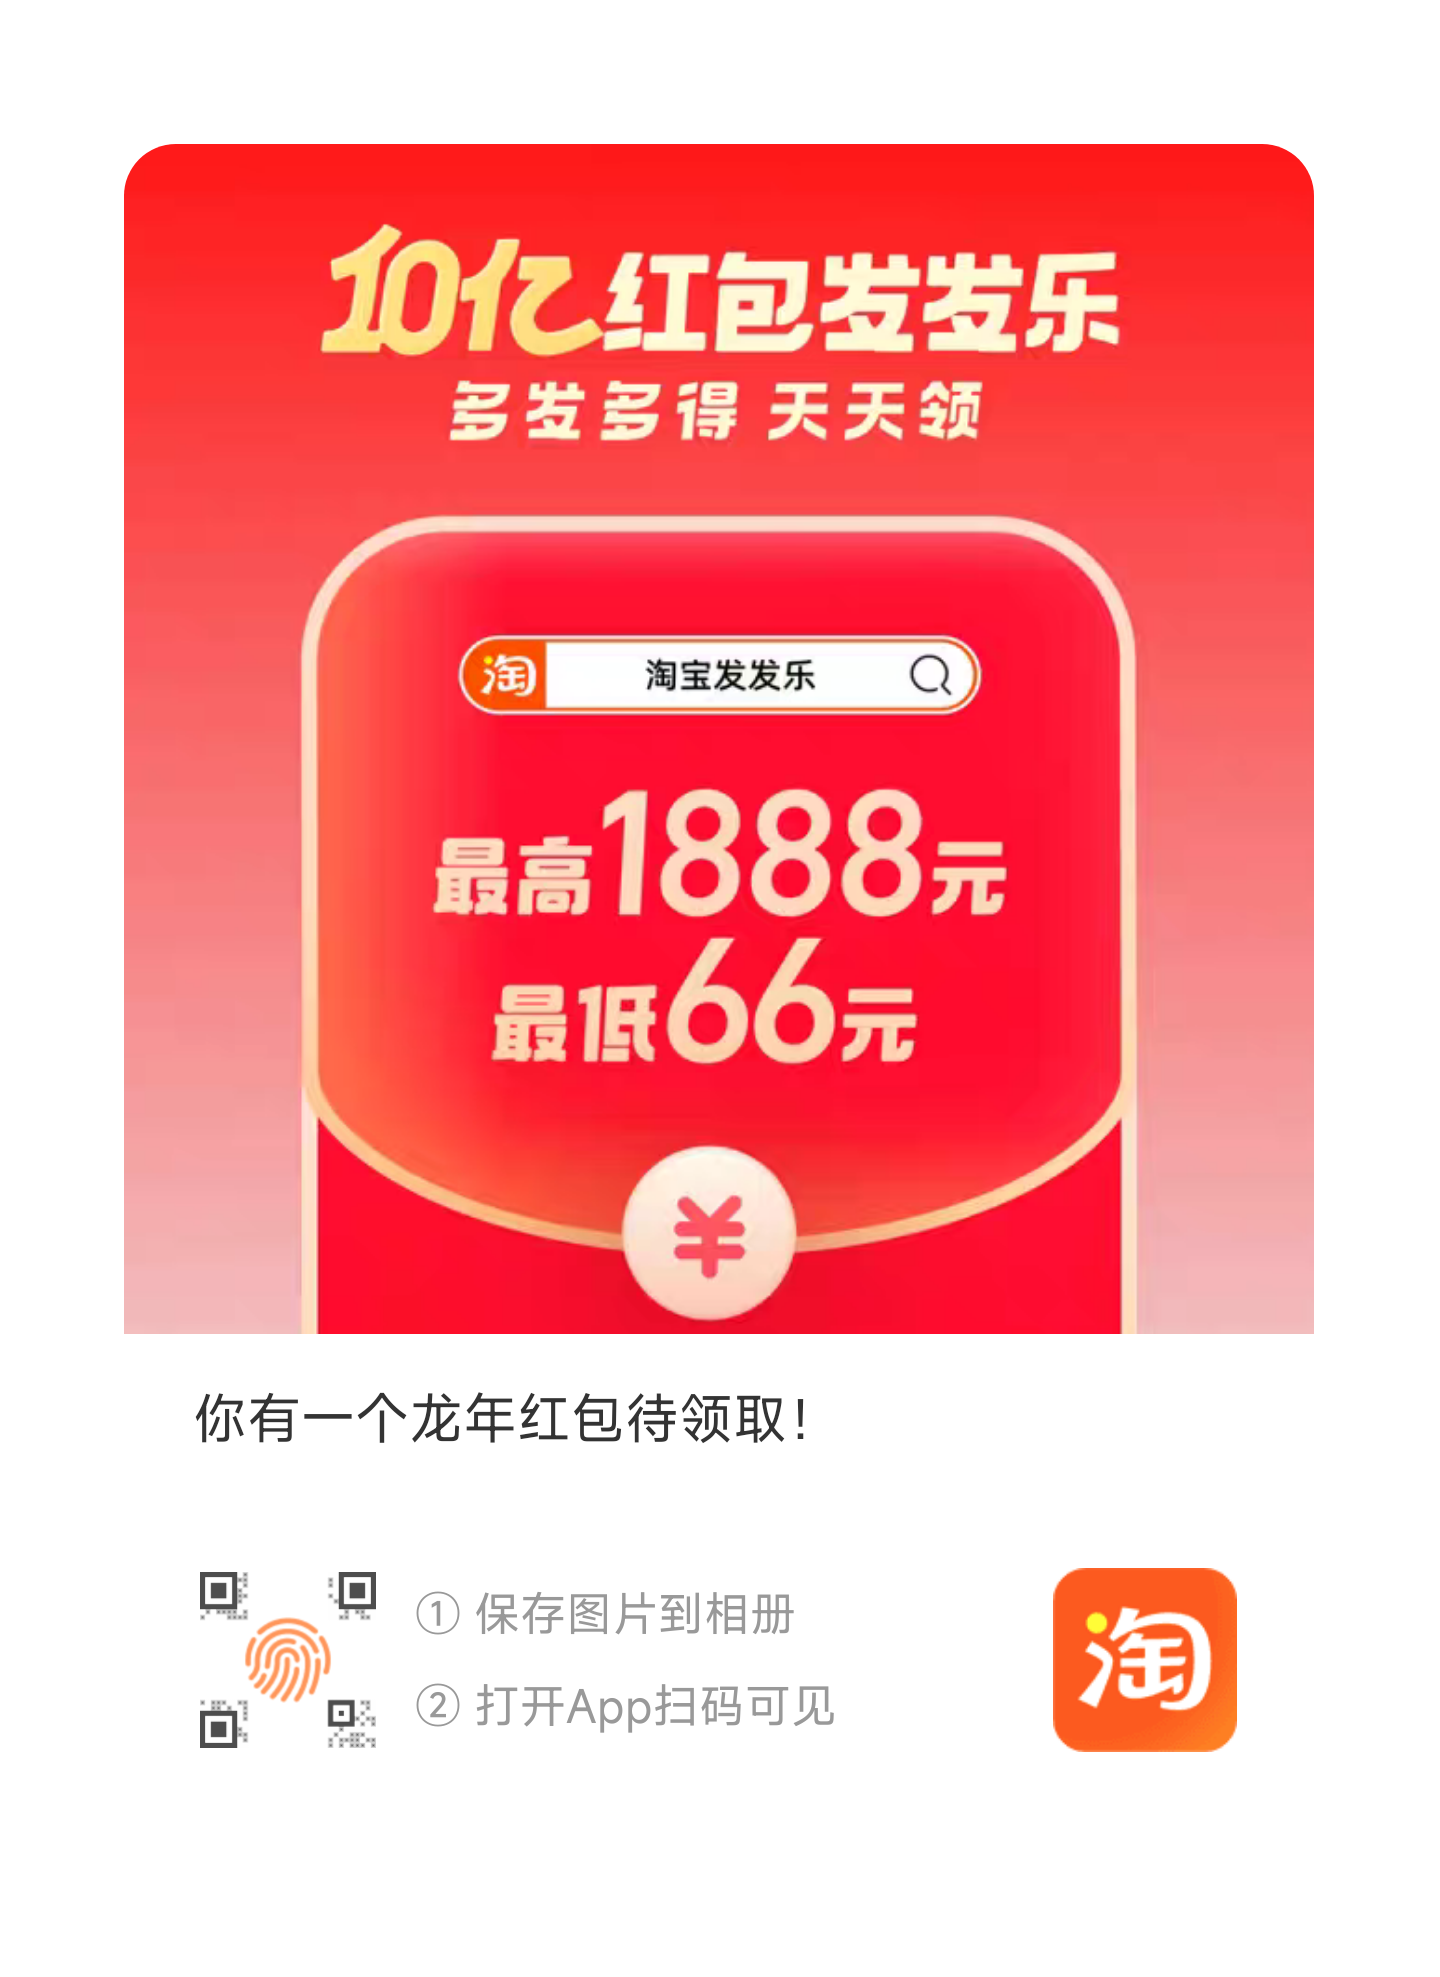 10亿红包发发乐
多发多得 天天领
淘 淘宝发发乐
最高1888元
最低66元
¥
你有一个龙年红包待领取！
① 保存图片到相册
② 打开App扫码可见
淘